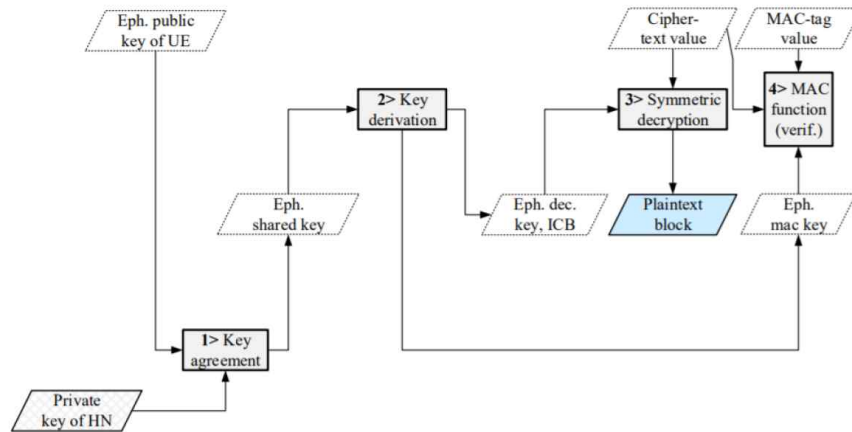 Eph. public
key of UE
Cipher-
text value
MAC-tag
value
2> Key
derivation
3> Symmetric
decryption
4> MAC
function
(verif.)
Eph.
shared key
Eph. dec.
key, ICB
Plaintext
block
Eph.
mac key
1> Key
agreement
Private
key of HN